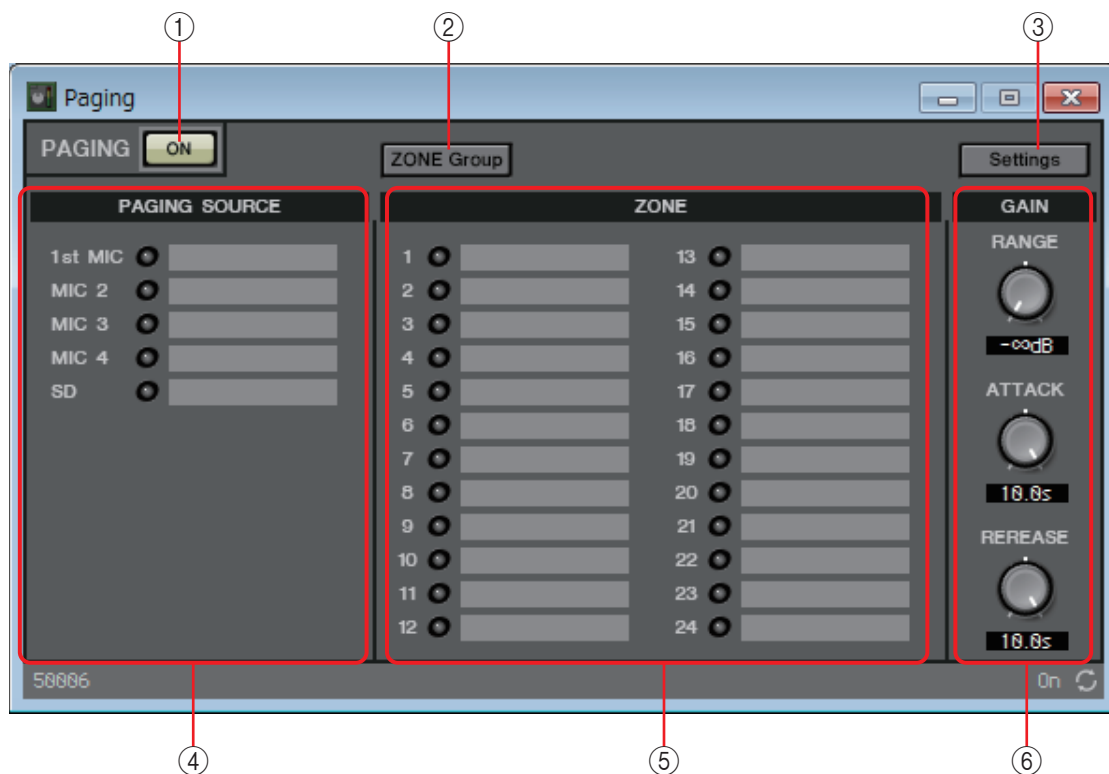 ① ② ③
Paging
PAGING ON
ZONE Group
Settings
PAGING SOURCE
1st MIC
MIC 2
MIC 3
MIC 4
SD
ZONE
1
2
3
4
5
6
7
8
9
10
11
12
13
14
15
16
17
18
19
20
21
22
23
24
GAIN
RANGE
-∞dB
ATTACK
10.0s
REREASE
10.0s
50006
On
④ ⑤ ⑥